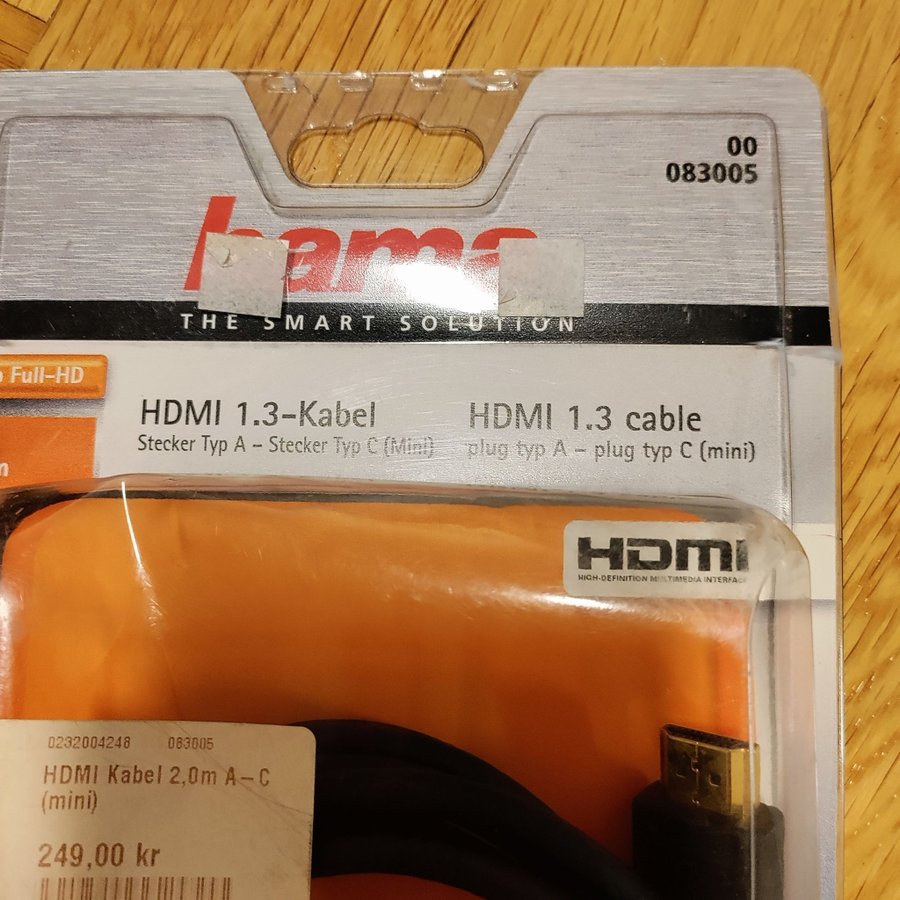 00
083005
hama
THE SMART SOLUTION
Full-HD
HDMI 1.3-Kabel
Stecker Typ A - Stecker Typ C (Mini)
HDMI 1.3 cable
plug typ A - plug typ C (mini)
m
HDMI
HIGH-DEFINITION MULTIMEDIA INTERFACE
0232004248 083005
HDMI Kabel 2,0m A-C
(mini)
249,00 kr